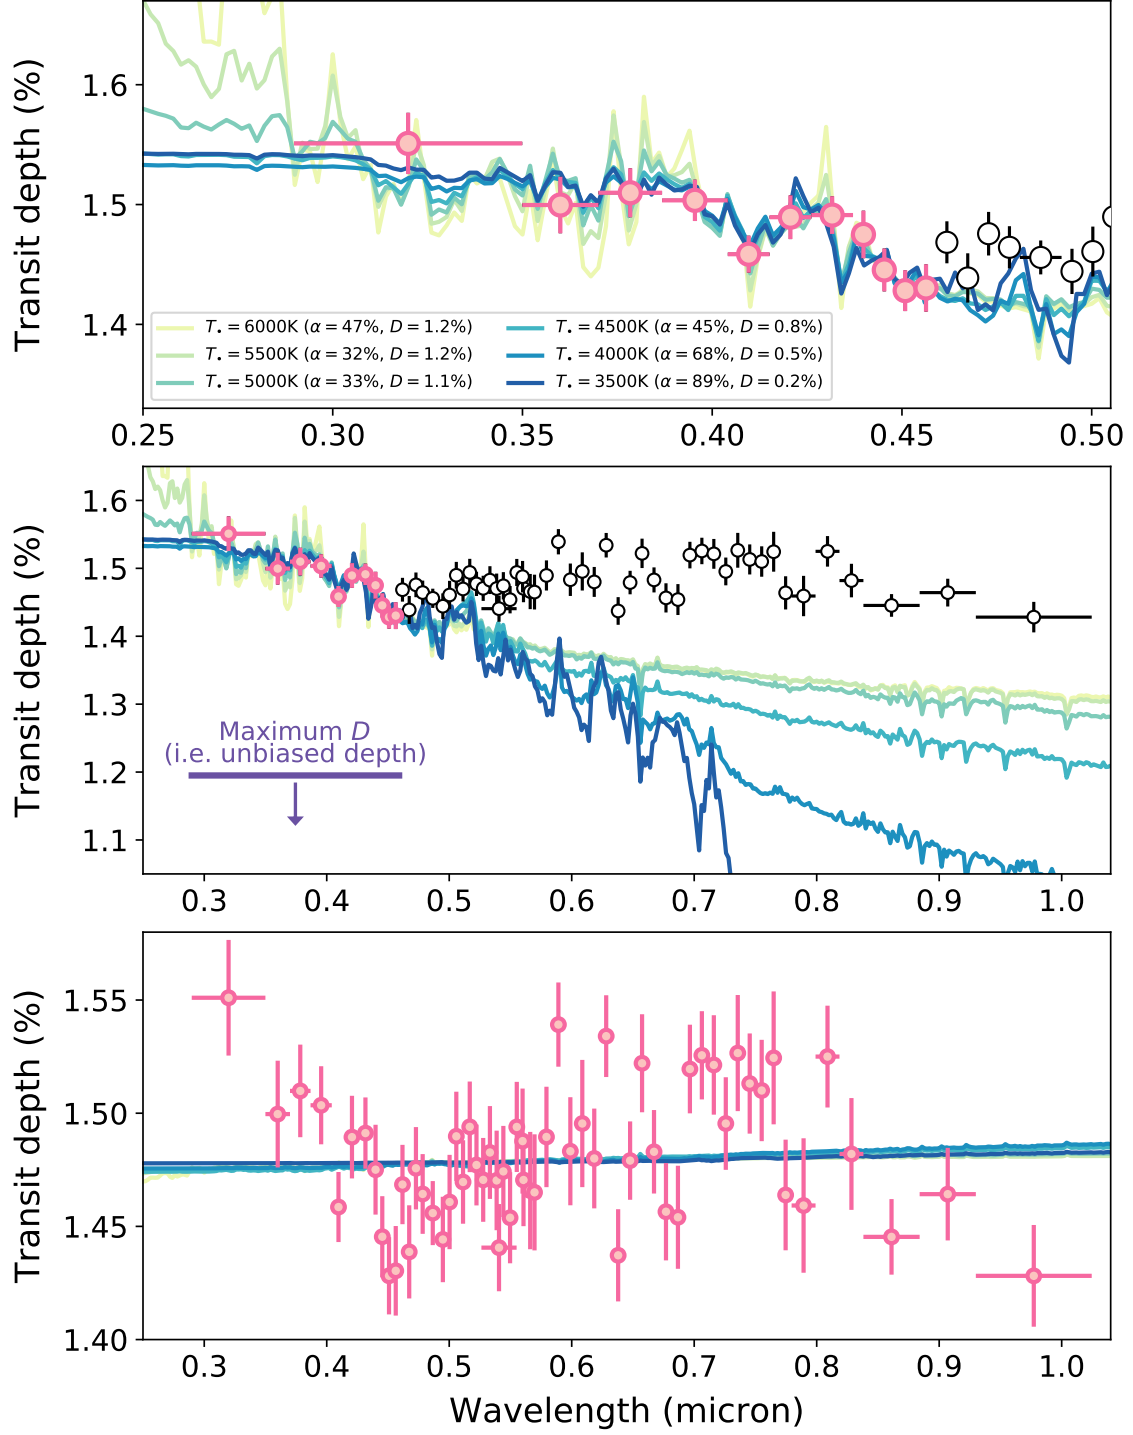 Transit depth (%)
1.6
1.5
1.4
T⋆ = 6000K (α = 47%, D = 1.2%)
T⋆ = 5500K (α = 32%, D = 1.2%)
T⋆ = 5000K (α = 33%, D = 1.1%)
T⋆ = 4500K (α = 45%, D = 0.8%)
T⋆ = 4000K (α = 68%, D = 0.5%)
T⋆ = 3500K (α = 89%, D = 0.2%)
0.25 0.30 0.35 0.40 0.45 0.50
Transit depth (%)
1.6
1.5
1.4
1.3
1.2
1.1
Maximum D
(i.e. unbiased depth)
0.3 0.4 0.5 0.6 0.7 0.8 0.9 1.0
Transit depth (%)
1.55
1.50
1.45
1.40
0.3 0.4 0.5 0.6 0.7 0.8 0.9 1.0
Wavelength (micron)